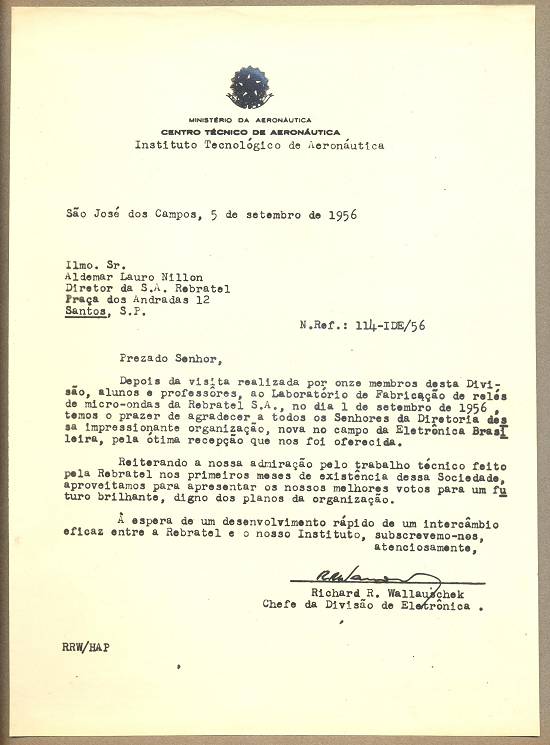 MINISTÉRIO DA AERONÁUTICA
CENTRO TÉCNICO DE AERONÁUTICA
Instituto Tecnológico de Aeronáutica
São José dos Campos, 5 de setembro de 1956
Ilmo. Sr.
Aldemar Lauro Nillon
Diretor da S.A. Rebratel
Praça dos Andradas 12
Santos, S.P.
N.Ref.: 114-IDE/56
Prezado Senhor,
Depois da visita realizada por onze membros desta Divi-
são, alunos e professôres, ao Laboratório de Fabricação de relés
de micro-ondas da Rebratel S.A., no dia 1 de setembro de 1956,
temos o prazer de agradecer a todos os Senhores da Diretoria des
sa impressionante organização, nova no campo da Eletrônica Brasi
leira, pela ótima recepção que nos foi oferecida.
Reiterando a nossa admiração pelo trabalho técnico feito
pela Rebratel nos primeiros meses de existência dessa Sociedade,
aproveitamos para apresentar os nossos melhores votos para um fu
turo brilhante, digno dos planos da organização.
À espera de um desenvolvimento rápido de um intercâmbio
eficaz entre a Rebratel e o nosso Instituto, subscrevemo-nos,
atenciosamente,
Richard R. Wallauschek
Chefe da Divisão de Eletrônica .
RRW/HAP